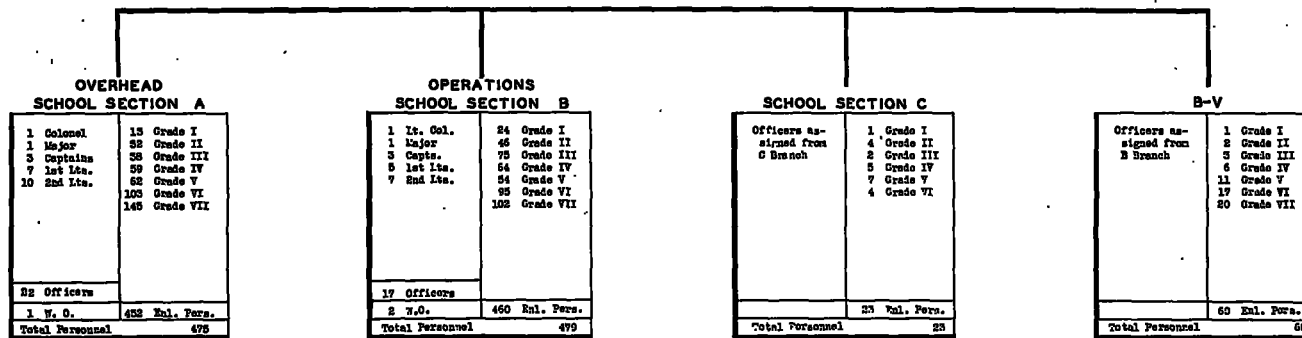 OVERHEAD
SCHOOL SECTION A
1 Colonel 13 Grade I
1 Major 32 Grade II
3 Captains 38 Grade III
7 1st Lts. 59 Grade IV
10 2nd Lts. 62 Grade V
103 Grade VI
145 Grade VII
22 Officers
1 W. O. 452 Enl. Pers.
Total Personnel 475
OPERATIONS
SCHOOL SECTION B
1 Lt. Col. 24 Grade I
1 Major 46 Grade II
3 Capts. 75 Grade III
5 1st Lts. 64 Grade IV
7 2nd Lts. 54 Grade V
95 Grade VI
102 Grade VII
17 Officers
2 W.O. 460 Enl. Pers.
Total Personnel 479
SCHOOL SECTION C
Officers as- 1 Grade I
signed from 4 Grade II
C Branch 2 Grade III
5 Grade IV
7 Grade V
4 Grade VI
23 Enl. Pers.
Total Personnel 23
B-V
Officers as- 1 Grade I
signed from 2 Grade II
B Branch 3 Grade III
6 Grade IV
11 Grade V
17 Grade VI
20 Grade VII
60 Enl. Pers.
Total Personnel